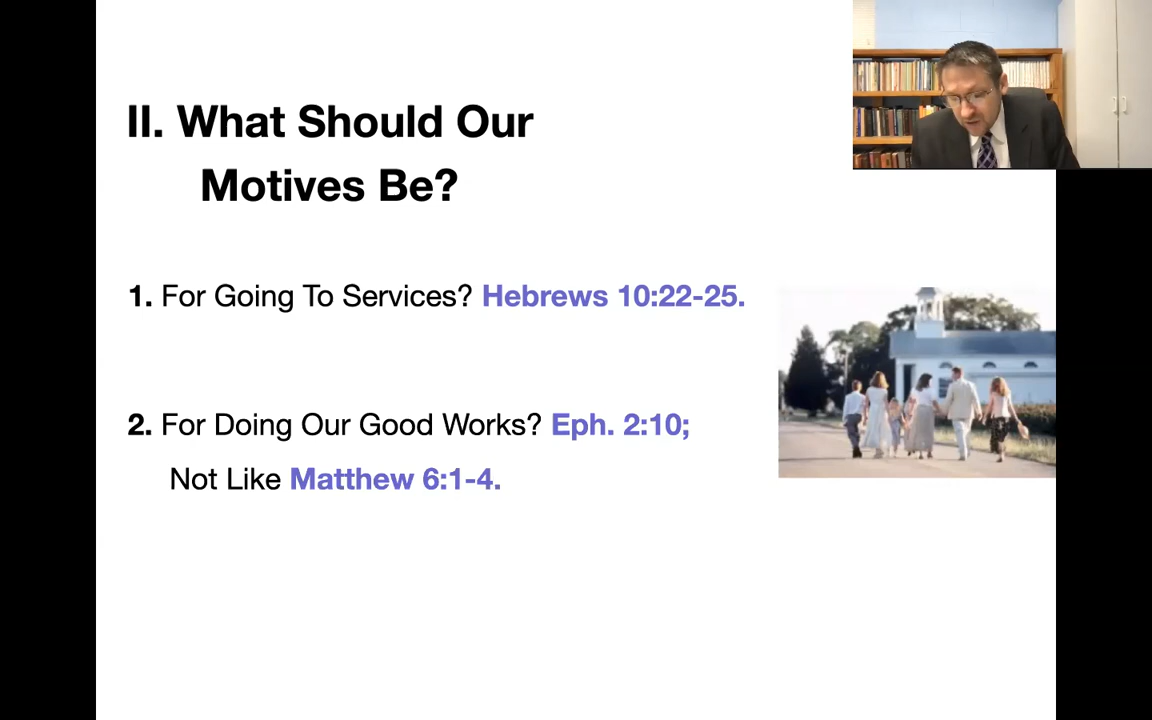 II. What Should Our
Motives Be?
1. For Going To Services? Hebrews 10:22-25.
2. For Doing Our Good Works? Eph. 2:10;
Not Like Matthew 6:1-4.